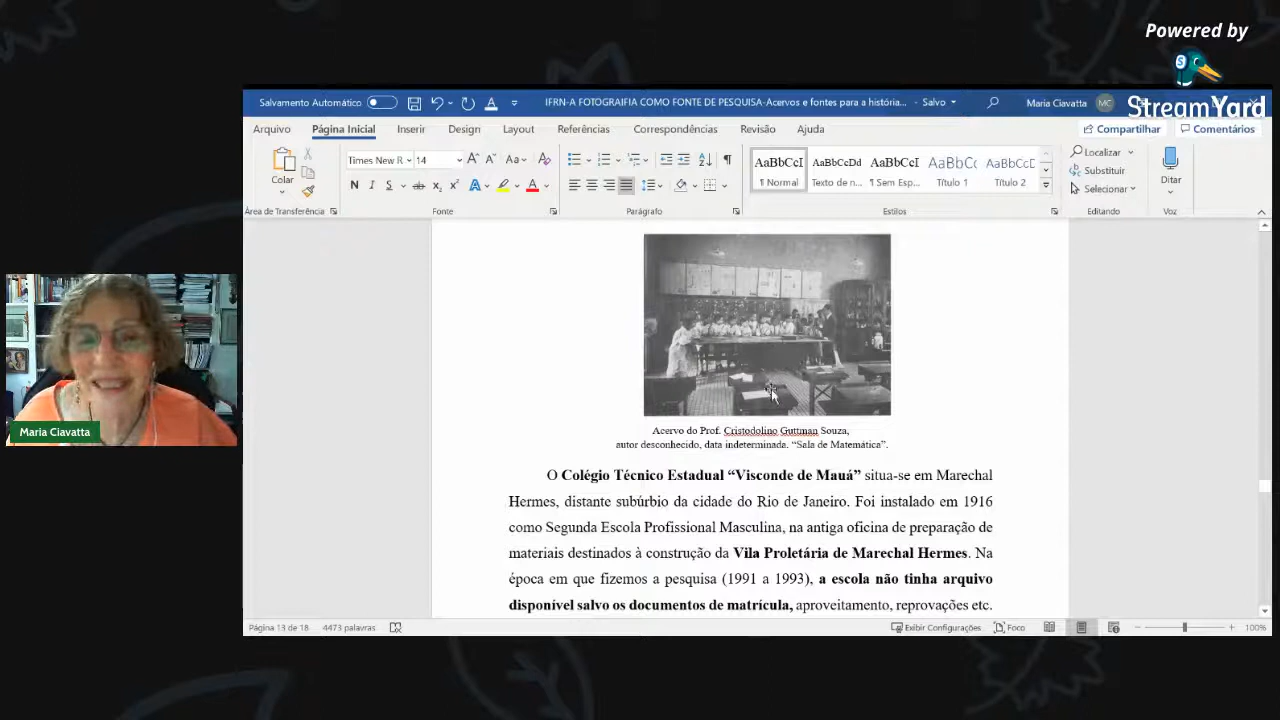 Powered by
StreamYard
Salvamento Automático
IFRN-A FOTOGRAIFIA COMO FONTE DE PESQUISA-Acervos e fontes para a história... - Salvo
Maria Ciavatta MC
Arquivo Página Inicial Inserir Design Layout Referências Correspondências Revisão Ajuda
Compartilhar Comentários
Colar
Times New R 14
N I S
AaBbCcI AaBbCcDd AaBbCcI AaBbCc AaBbCcD
¶ Normal Texto de n... ¶ Sem Esp... Título 1 Título 2
Localizar
Substituir
Selecionar
Ditar
Área de Transferência Fonte Parágrafo Estilos Editando Voz
Maria Ciavatta
Acervo do Prof. Cristodolino Guttman Souza,
autor desconhecido, data indeterminada. “Sala de Matemática”.
O Colégio Técnico Estadual “Visconde de Mauá” situa-se em Marechal
Hermes, distante subúrbio da cidade do Rio de Janeiro. Foi instalado em 1916
como Segunda Escola Profissional Masculina, na antiga oficina de preparação de
materiais destinados à construção da Vila Proletária de Marechal Hermes. Na
época em que fizemos a pesquisa (1991 a 1993), a escola não tinha arquivo
disponível salvo os documentos de matrícula, aproveitamento, reprovações etc.
Página 13 de 18 4473 palavras
Exibir Configurações Foco
100%